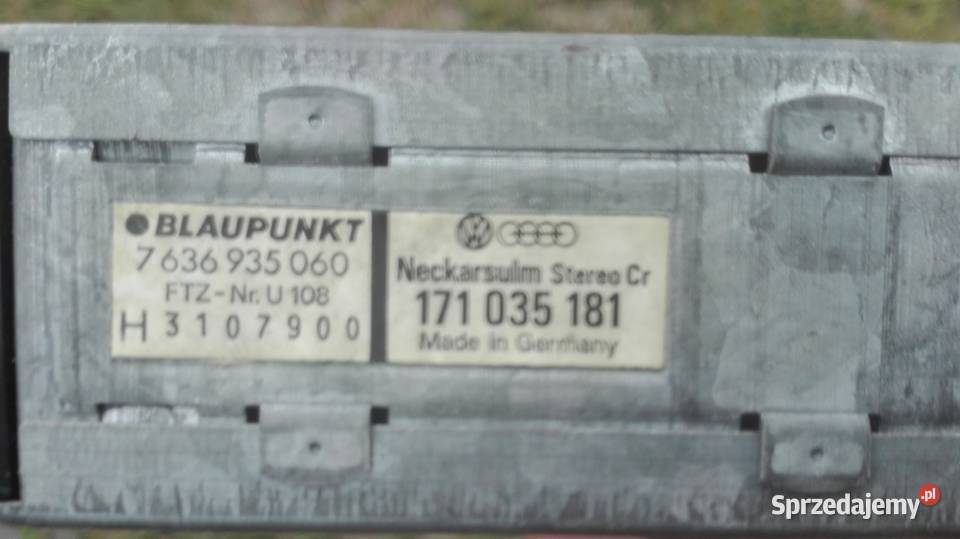 BLAUPUNKT
7 636 935 060
FTZ-Nr. U 108
H 3107900
Neckarsulm Stereo Cr
171 035 181
Made in Germany
Sprzedajemy.pl